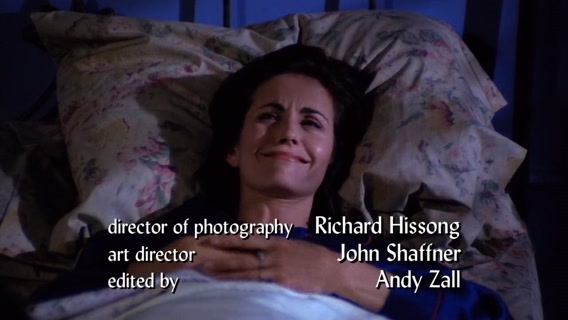 director of photography Richard Hissong
art director John Shaffner
edited by Andy Zall